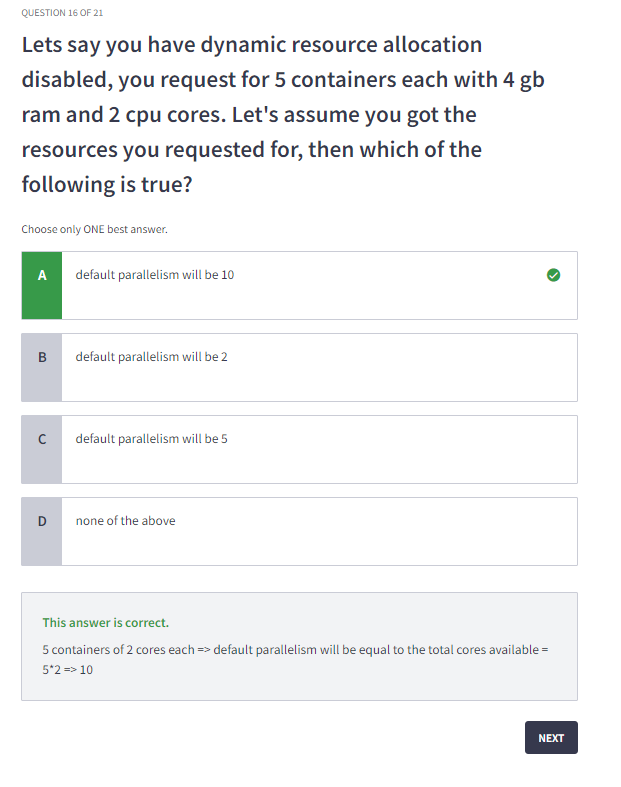 QUESTION 16 OF 21
Lets say you have dynamic resource allocation
disabled, you request for 5 containers each with 4 gb
ram and 2 cpu cores. Let's assume you got the
resources you requested for, then which of the
following is true?
Choose only ONE best answer.
A
default parallelism will be 10
B
default parallelism will be 2
C
default parallelism will be 5
D
none of the above
This answer is correct.
5 containers of 2 cores each => default parallelism will be equal to the total cores available =
5*2 => 10
NEXT